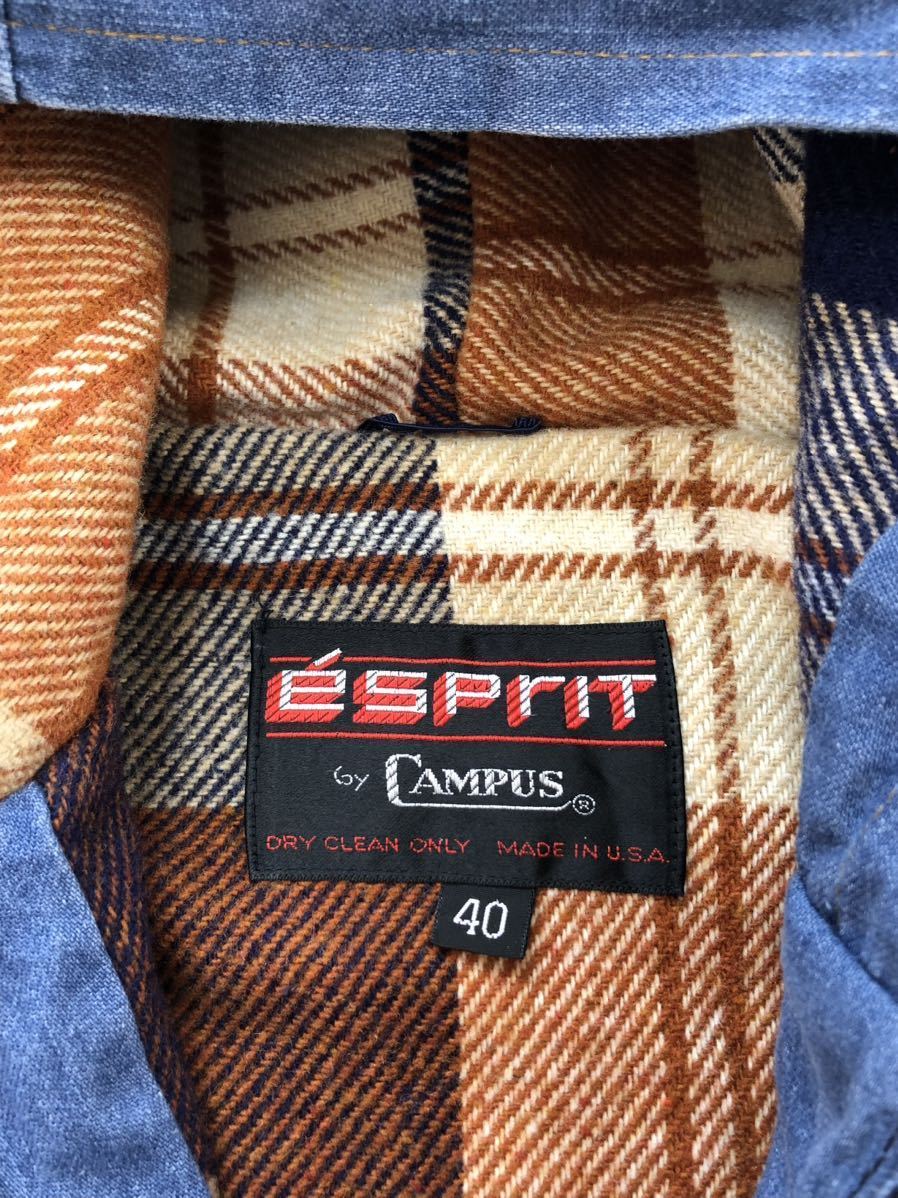 ÉSPRIT
by CAMPUS ®
DRY CLEAN ONLY MADE IN U.S.A.
40